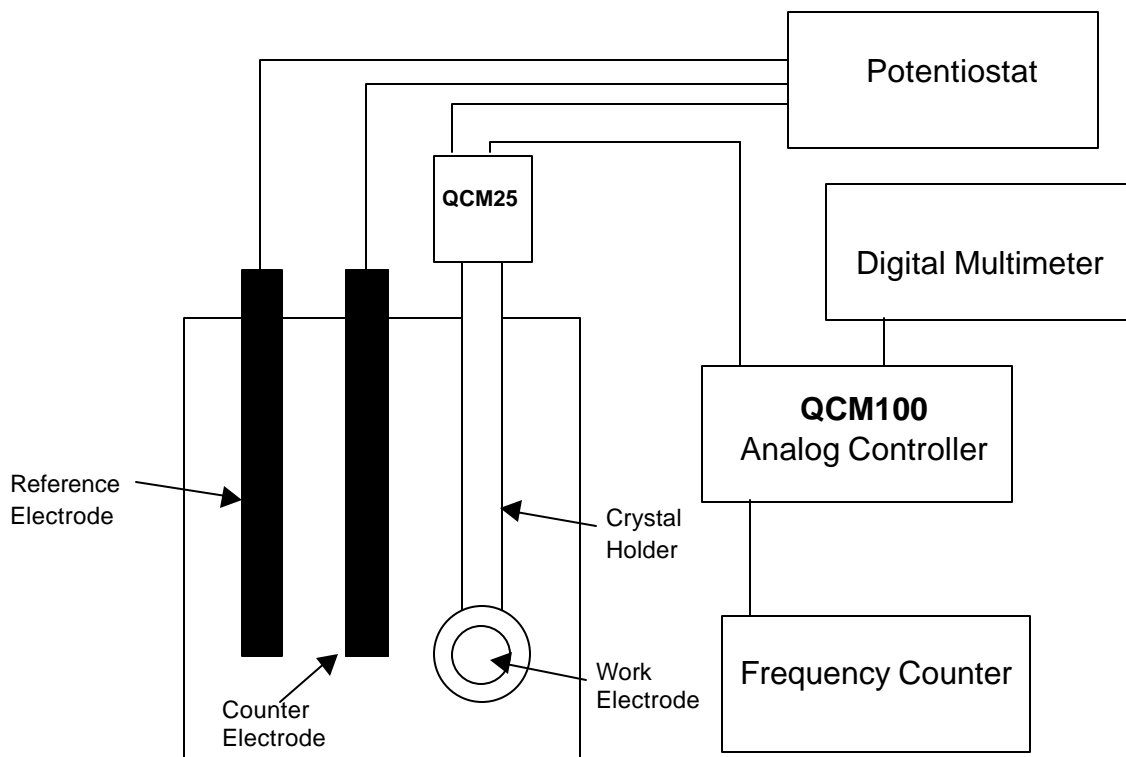 Potentiostat
QCM25
Digital Multimeter
QCM100
Analog Controller
Reference
Electrode
Crystal
Holder
Work
Electrode
Frequency Counter
Counter
Electrode